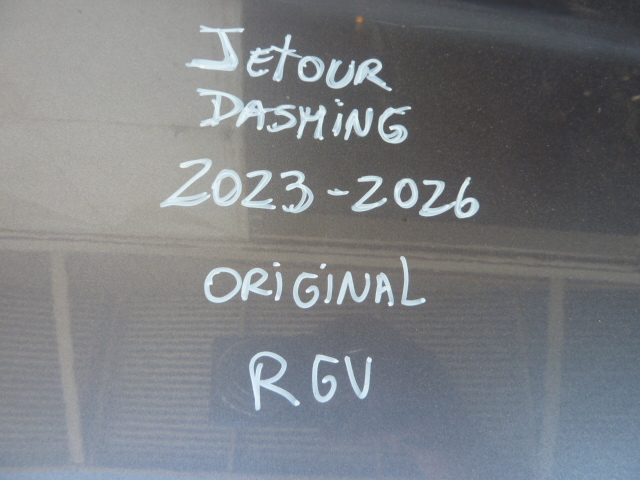 JETOUR
DASHING
2023-2026
ORIGINAL
RGV